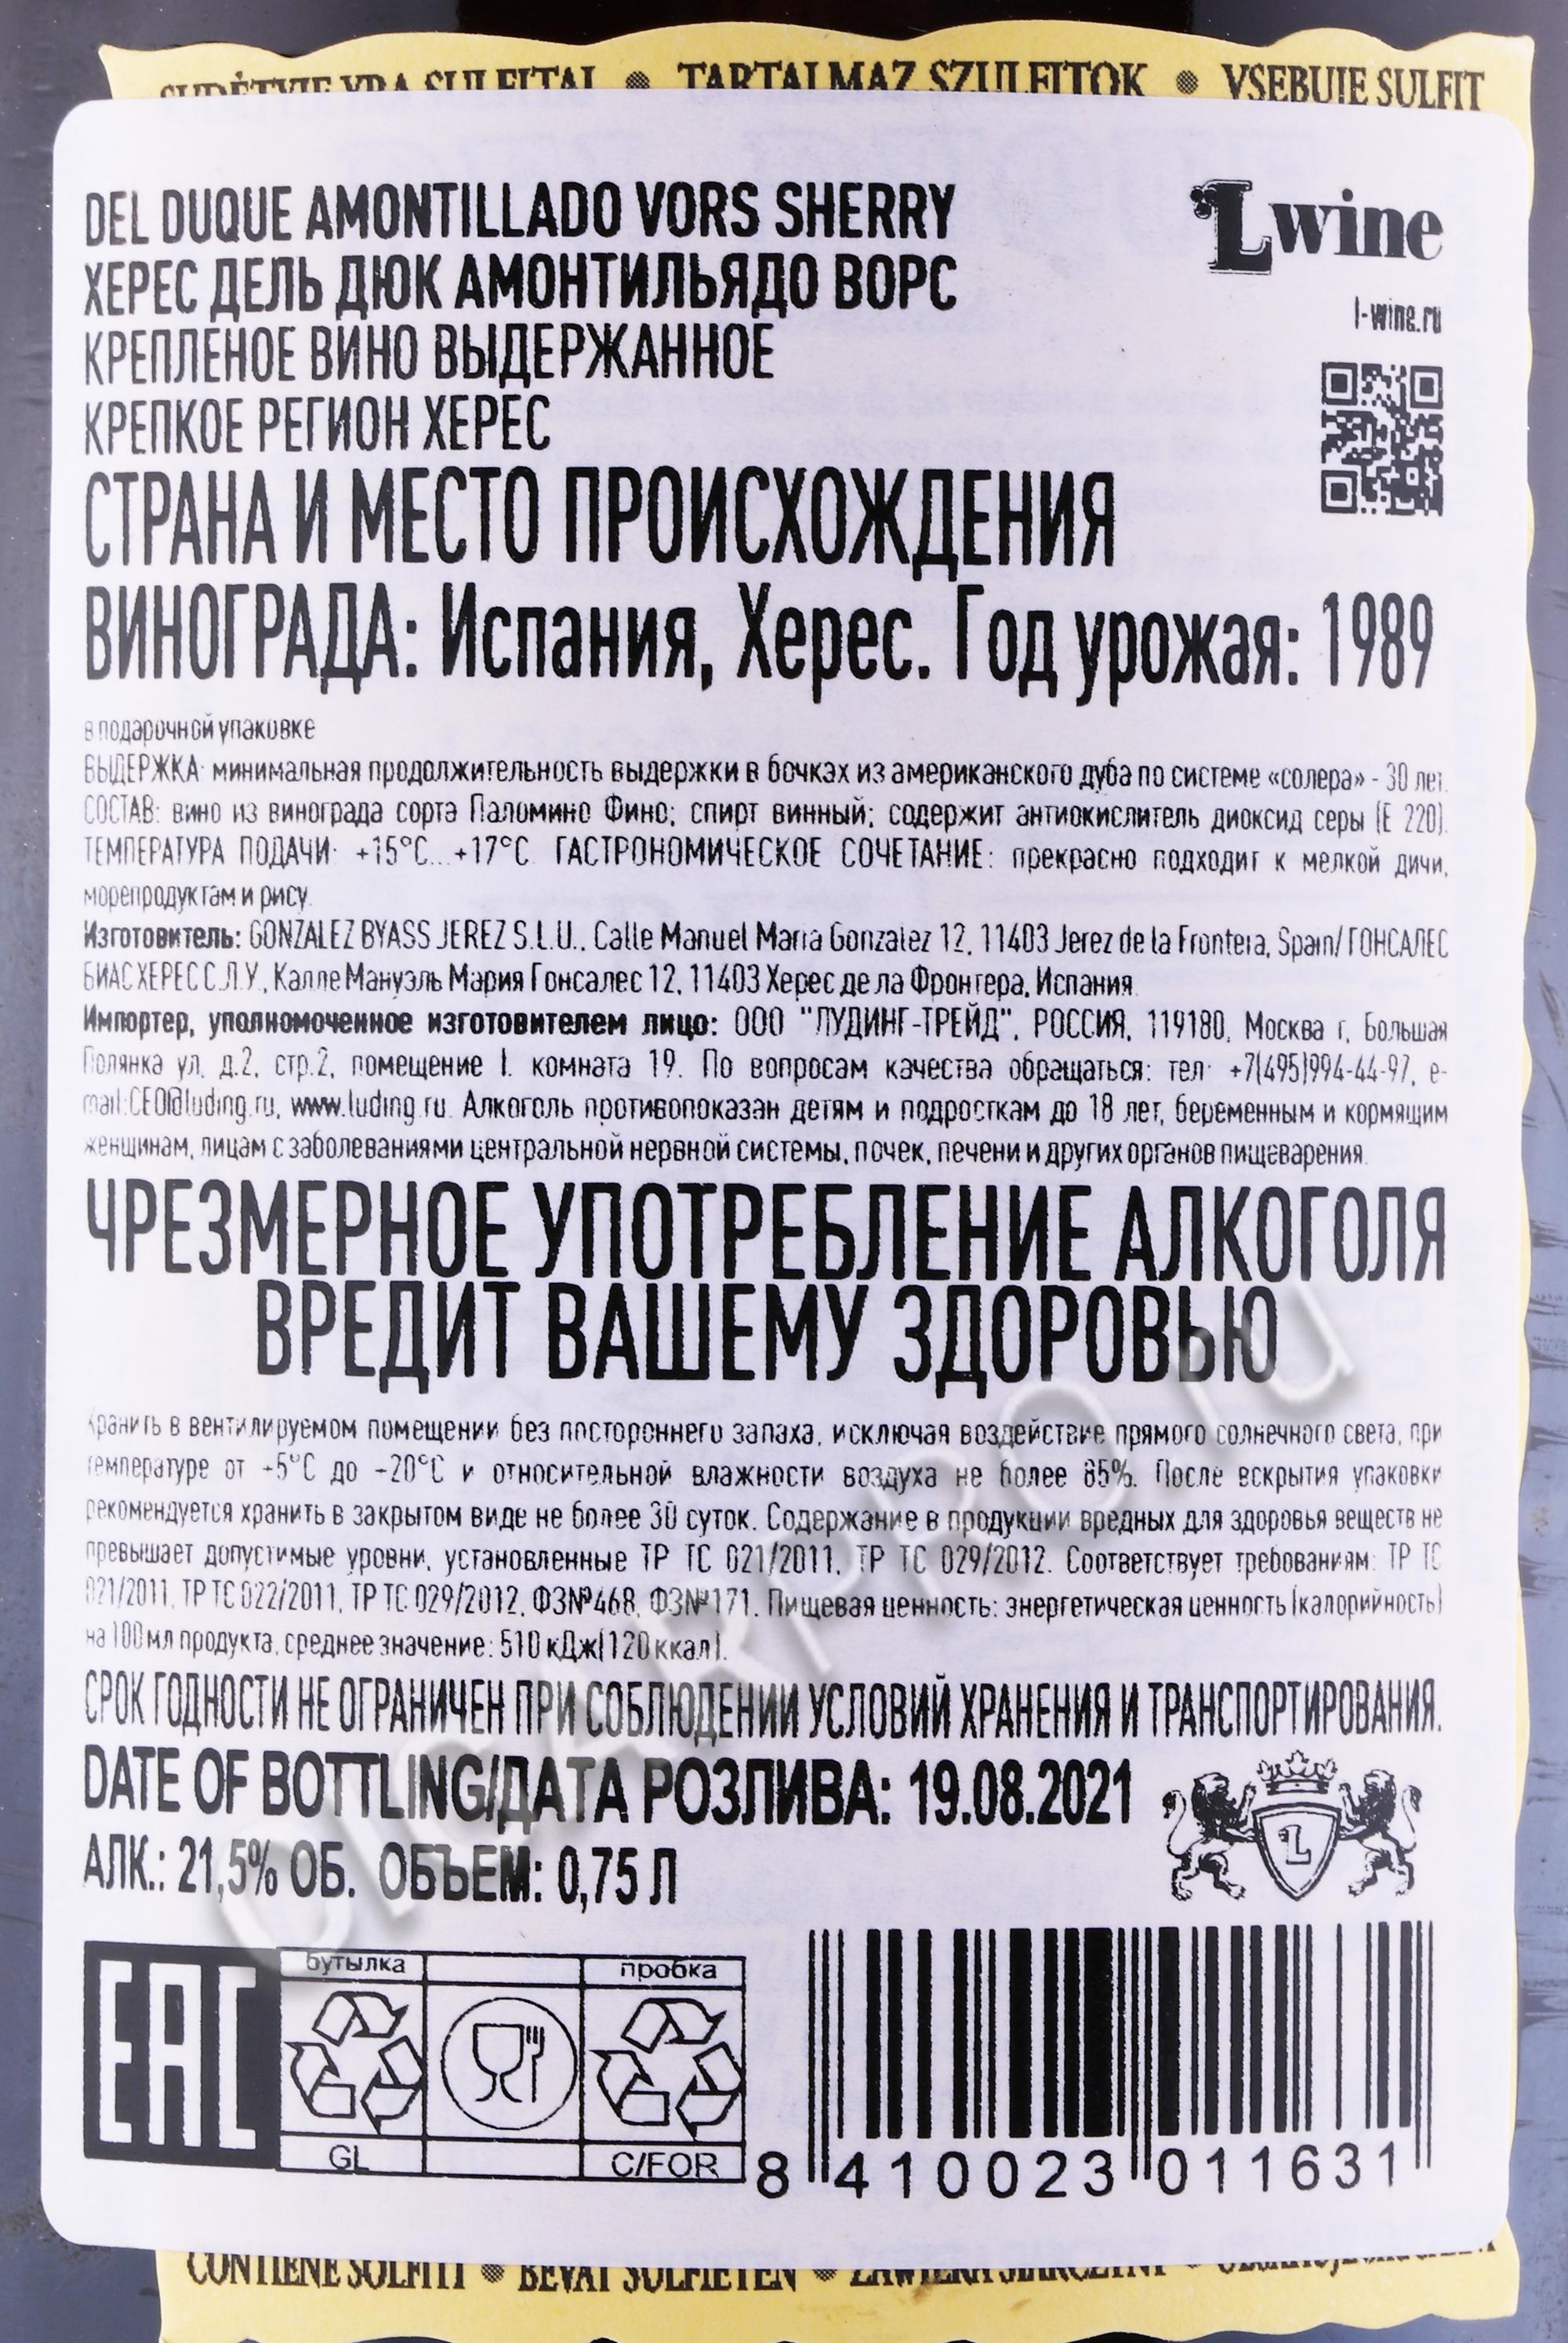 TARTALMAZ SZULFITOK • VSEBUJE SULFIT
DEL DUQUE AMONTILLADO VORS SHERRY
ХЕРЕС ДЕЛЬ ДЮК АМОНТИЛЬЯДО ВОРС
КРЕПЛЕНОЕ ВИНО ВЫДЕРЖАННОЕ
КРЕПКОЕ РЕГИОН ХЕРЕС
Lwine
l-wine.ru
СТРАНА И МЕСТО ПРОИСХОЖДЕНИЯ
ВИНОГРАДА: Испания, Херес. Год урожая: 1989
в подарочной упаковке
ВЫДЕРЖКА: минимальная продолжительность выдержки в бочках из американского дуба по системе «солера» - 30 лет.
СОСТАВ: вино из винограда сорта Паломино Фино; спирт винный; содержит антиокислитель диоксид серы (Е 220).
ТЕМПЕРАТУРА ПОДАЧИ: +15°С...+17°С. ГАСТРОНОМИЧЕСКОЕ СОЧЕТАНИЕ: прекрасно подходит к мелкой дичи,
морепродуктам и рису.
Изготовитель: GONZALEZ BYASS JEREZ S.L.U., Calle Manuel Maria Gonzalez 12, 11403 Jerez de la Frontera, Spain/ ГОНСАЛЕС
БИАС ХЕРЕС С.Л.У., Калле Мануэль Мария Гонсалес 12, 11403 Херес де ла Фронтера, Испания.
Импортер, уполномоченное изготовителем лицо: ООО "ЛУДИНГ-ТРЕЙД", РОССИЯ, 119180, Москва г, Большая
Полянка ул, д.2, стр.2, помещение I, комната 19. По вопросам качества обращаться: тел: +7(495)994-44-97, e-
mail:CEO@luding.ru, www.luding.ru. Алкоголь противопоказан детям и подросткам до 18 лет, беременным и кормящим
женщинам, лицам с заболеваниями центральной нервной системы, почек, печени и других органов пищеварения.
ЧРЕЗМЕРНОЕ УПОТРЕБЛЕНИЕ АЛКОГОЛЯ
ВРЕДИТ ВАШЕМУ ЗДОРОВЬЮ
Хранить в вентилируемом помещении без постороннего запаха, исключая воздействие прямого солнечного света, при
температуре от +5°С до +20°С и относительной влажности воздуха не более 85%. После вскрытия упаковки
рекомендуется хранить в закрытом виде не более 30 суток. Содержание в продукции вредных для здоровья веществ не
превышает допустимые уровни, установленные ТР ТС 021/2011, ТР ТС 029/2012. Соответствует требованиям: ТР ТС
021/2011, ТР ТС 022/2011, ТР ТС 029/2012, ФЗ№468, ФЗ№171. Пищевая ценность: энергетическая ценность (калорийность)
на 100 мл продукта, среднее значение: 510 кДж(120 ккал).
СРОК ГОДНОСТИ НЕ ОГРАНИЧЕН ПРИ СОБЛЮДЕНИИ УСЛОВИЙ ХРАНЕНИЯ И ТРАНСПОРТИРОВАНИЯ.
DATE OF BOTTLING/ДАТА РОЗЛИВА: 19.08.2021
АЛК.: 21,5% ОБ. ОБЪЕМ: 0,75 Л
L
EAC
бутылка пробка
GL C/FOR
8 410023 011631
CONTIENE SOLFITI • BEVAT SULFIETEN